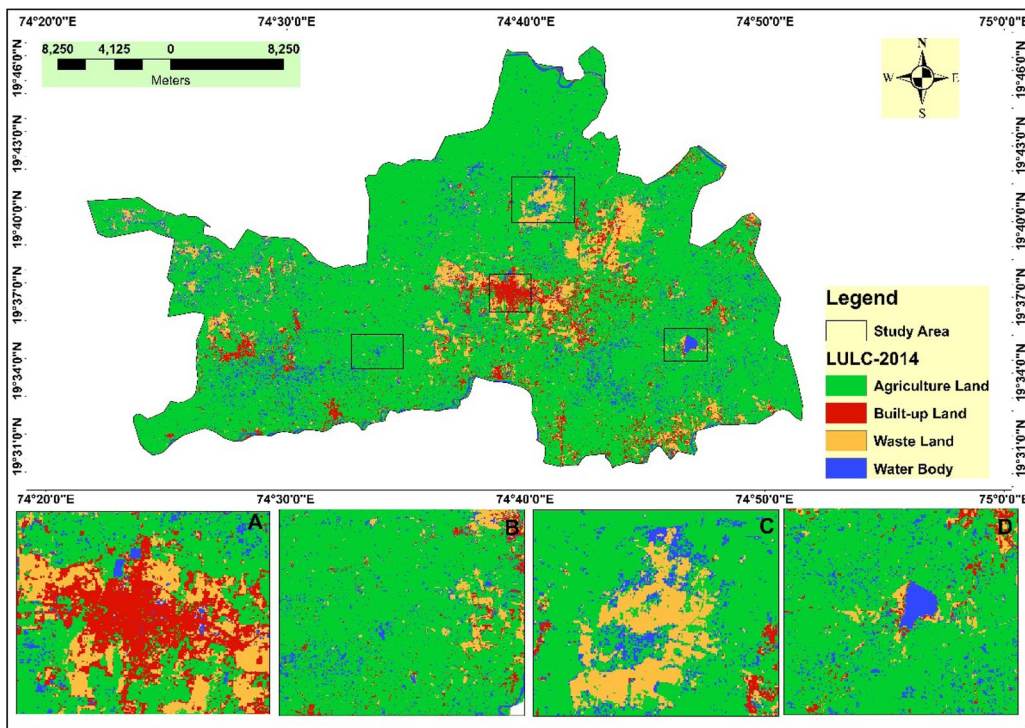 74°20'0"E 74°30'0"E 74°40'0"E 74°50'0"E 75°0'0"E
8,250 4,125 0 8,250
Meters
N
W E
S
19°46'0"N 19°46'0"N
19°43'0"N 19°43'0"N
19°40'0"N 19°40'0"N
19°37'0"N 19°37'0"N
19°34'0"N 19°34'0"N
19°31'0"N 19°31'0"N
Legend
Study Area
LULC-2014
Agriculture Land
Built-up Land
Waste Land
Water Body
74°20'0"E 74°30'0"E 74°40'0"E 74°50'0"E 75°0'0"E
A B C D